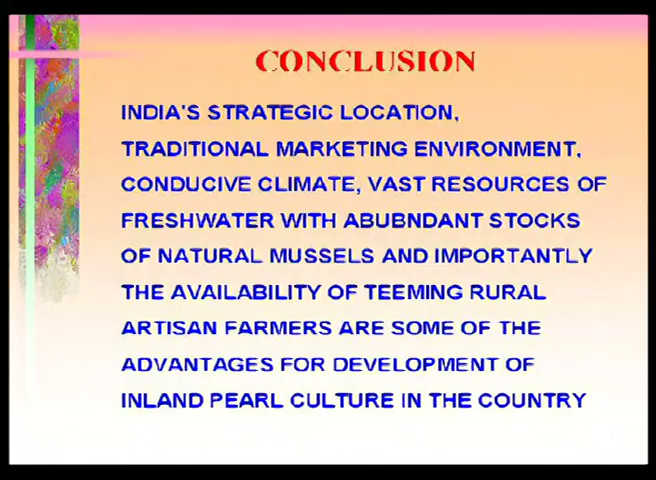 CONCLUSION
INDIA'S STRATEGIC LOCATION,
TRADITIONAL MARKETING ENVIRONMENT,
CONDUCIVE CLIMATE, VAST RESOURCES OF
FRESHWATER WITH ABUBNDANT STOCKS
OF NATURAL MUSSELS AND IMPORTANTLY
THE AVAILABILITY OF TEEMING RURAL
ARTISAN FARMERS ARE SOME OF THE
ADVANTAGES FOR DEVELOPMENT OF
INLAND PEARL CULTURE IN THE COUNTRY